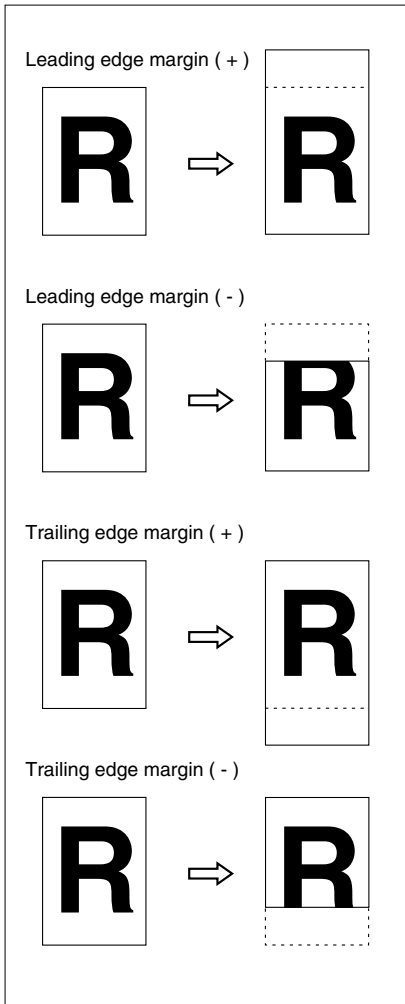 Leading edge margin ( + )
R R
Leading edge margin ( - )
R R
Trailing edge margin ( + )
R R
Trailing edge margin ( - )
R R